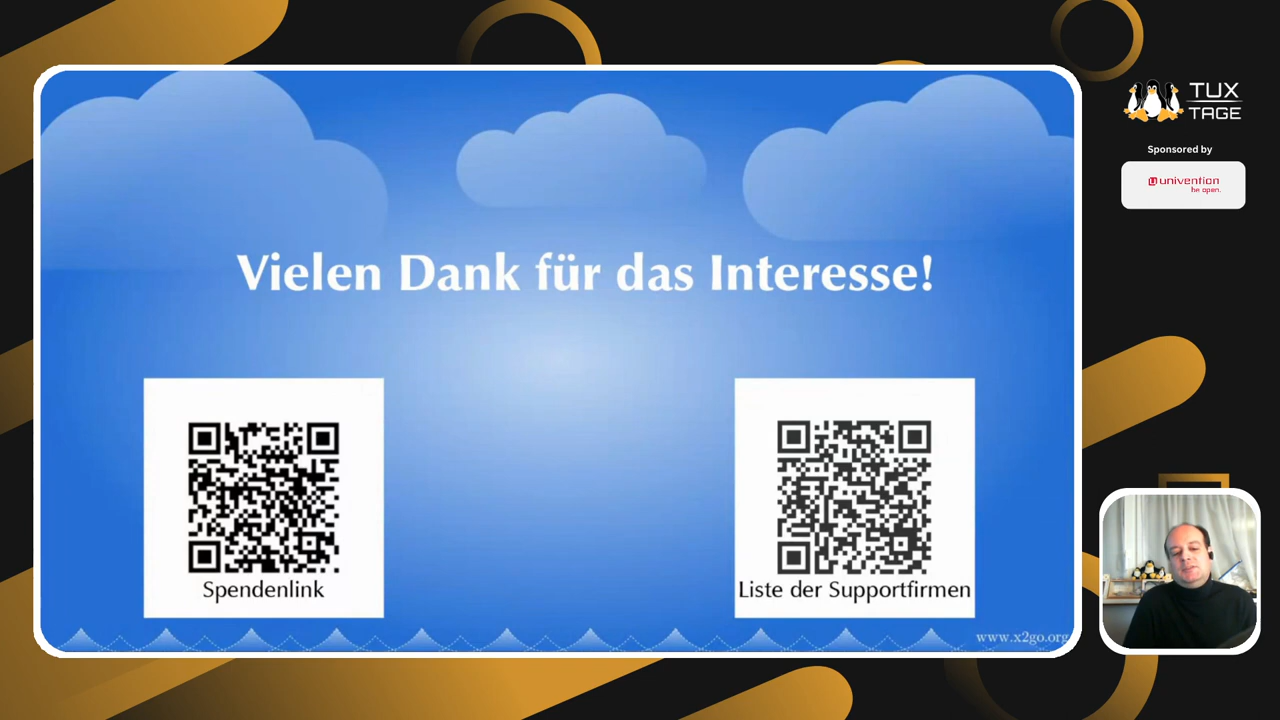 TUX
TAGE
Sponsored by
univention
be open.
Vielen Dank für das Interesse!
Spendenlink
Liste der Supportfirmen
www.x2go.org